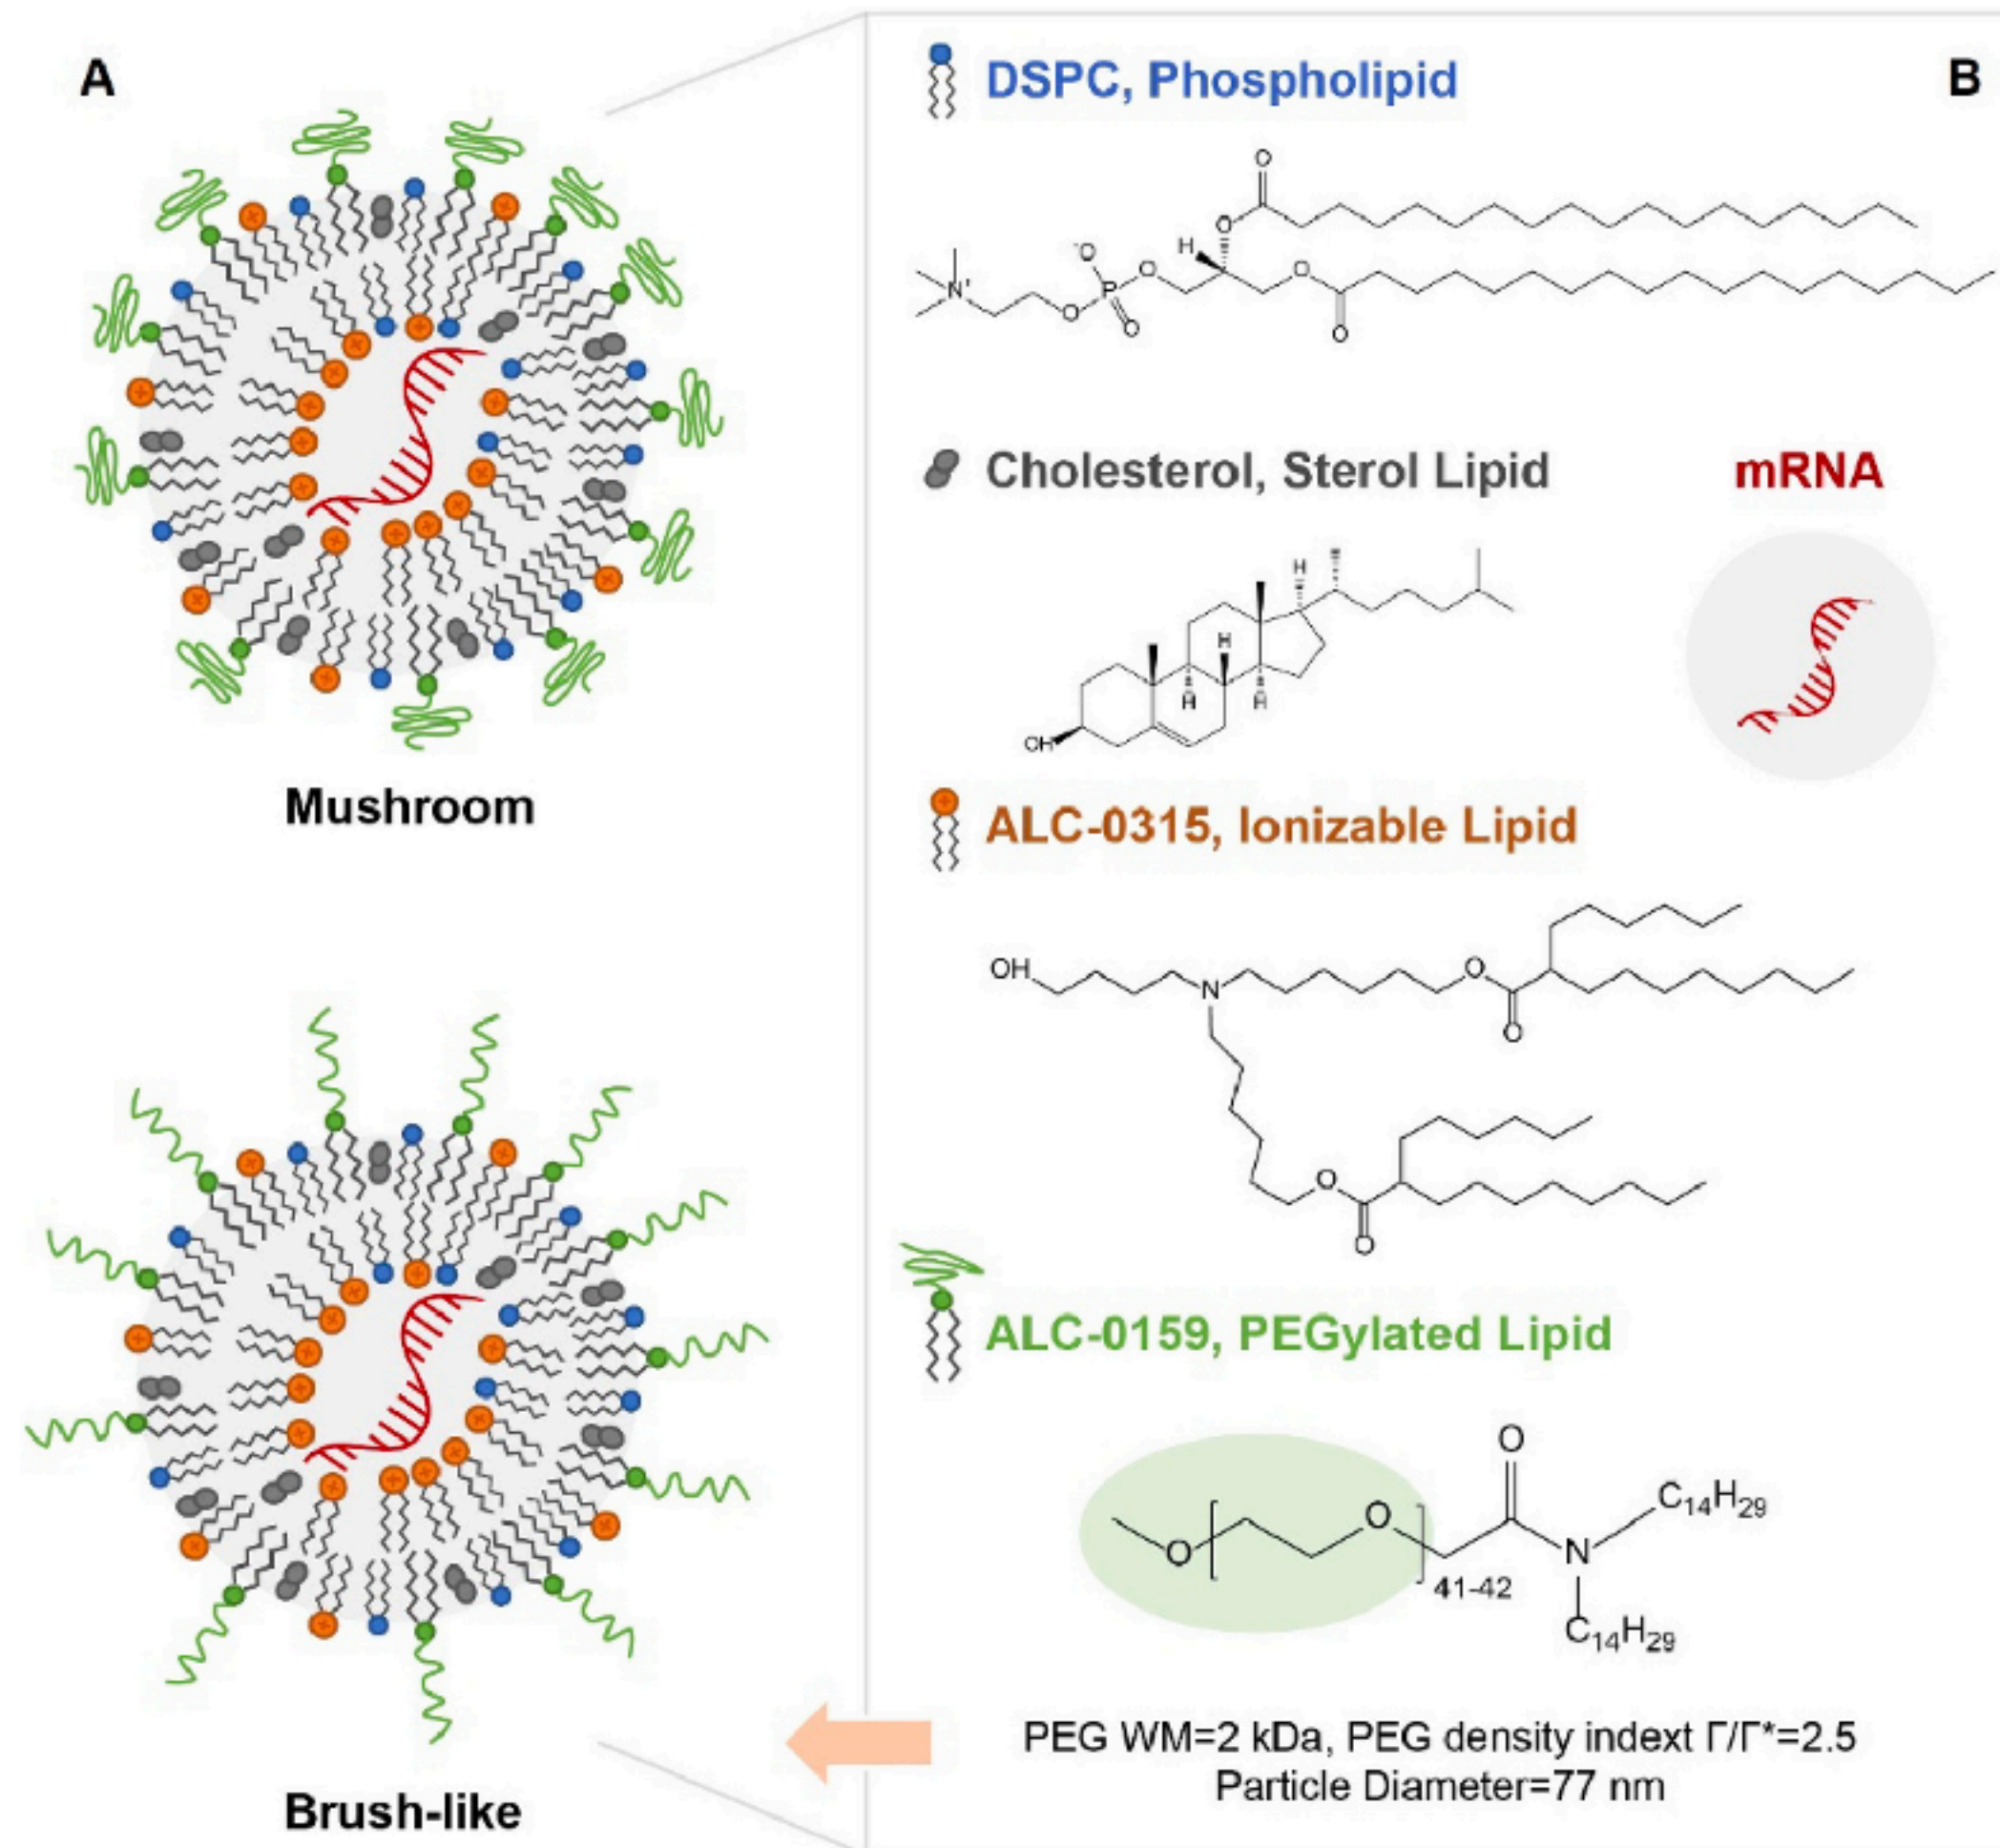 A
Mushroom
Brush-like
B
DSPC, Phospholipid
O
O
H
-O
O
O
N+
P
O
O
O
Cholesterol, Sterol Lipid
mRNA
H
H
H
H
OH
ALC-0315, Ionizable Lipid
OH
N
O
O
O
O
ALC-0159, PEGylated Lipid
O
C14H29
O
O
N
41-42
C14H29
PEG WM=2 kDa, PEG density indext Γ/Γ*=2.5
Particle Diameter=77 nm